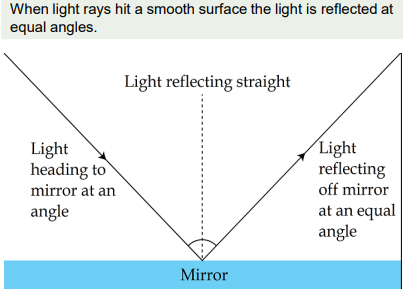 When light rays hit a smooth surface the light is reflected at
equal angles.
Light reflecting straight
Light
heading to
mirror at an
angle
Light
reflecting
off mirror
at an equal
angle
Mirror